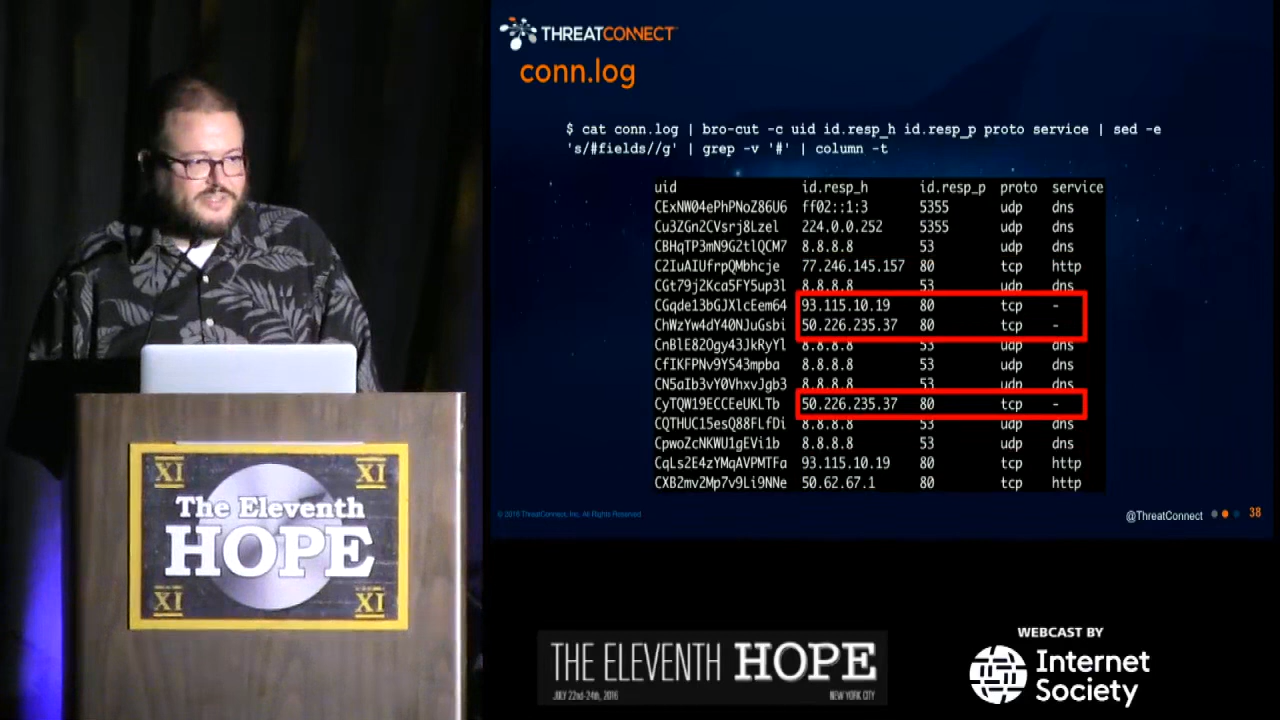 THREATCONNECT™
conn.log
$ cat conn.log | bro-cut -c uid id.resp_h id.resp_p proto service | sed -e
's/#fields//g' | grep -v '#' | column -t
uid id.resp_h id.resp_p proto service
CExNW04ePhPNoZ86U6 ff02::1:3 5355 udp dns
Cu3ZGn2CVsrj8Lzel 224.0.0.252 5355 udp dns
CBHqTP3mN9G2tlQCM7 8.8.8.8 53 udp dns
C2IuAIUfrpQMbhcje 77.246.145.157 80 tcp http
CGt79j2Kca5FY5up3l 8.8.8.8 53 udp dns
CGqde13bGJXlcEem64 93.115.10.19 80 tcp -
ChWzYw4dY40NJuGsbi 50.226.235.37 80 tcp -
CnBlE82Ogy43JkRyYl 8.8.8.8 53 udp dns
CfIKFPNv9YS43mpba 8.8.8.8 53 udp dns
CN5aIb3vY0VhxvJgb3 8.8.8.8 53 udp dns
CyTQW19ECCEeUKLTb 50.226.235.37 80 tcp -
CQTHUC15esQ88FLfDi 8.8.8.8 53 udp dns
CpwoZcNKWU1gEVi1b 8.8.8.8 53 udp dns
CqLs2E4zYMqAVPMTFa 93.115.10.19 80 tcp http
CXB2mv2Mp7v9Li9NNe 50.62.67.1 80 tcp http
© 2016 ThreatConnect, Inc. All Rights Reserved
@ThreatConnect 38
XI XI
The Eleventh
HOPE
XI XI
THE ELEVENTH HOPE
JULY 22nd-24th, 2016 NEW YORK CITY
WEBCAST BY
Internet
Society